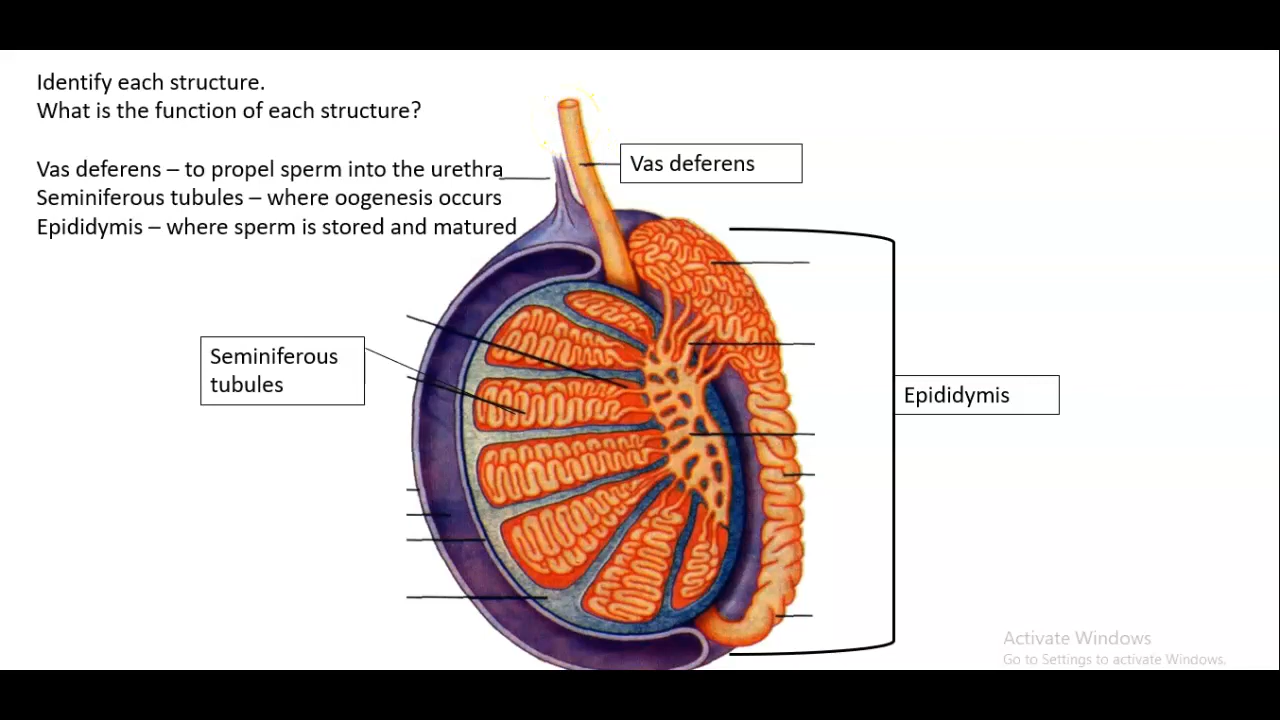 Identify each structure.
What is the function of each structure?
Vas deferens – to propel sperm into the urethra
Seminiferous tubules – where oogenesis occurs
Epididymis – where sperm is stored and matured
Vas deferens
Seminiferous
tubules
Epididymis
Activate Windows
Go to Settings to activate Windows.